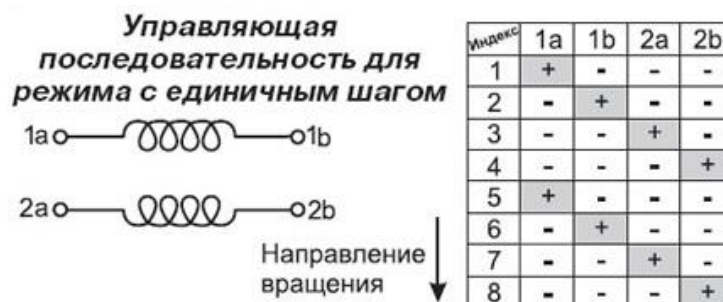 Управляющая
последовательность для
режима с единичным шагом
1a 1b
2a 2b
Направление
вращения
Индекс 1a 1b 2a 2b
1 + - - -
2 - + - -
3 - - + -
4 - - - +
5 + - - -
6 - + - -
7 - - + -
8 - - - +